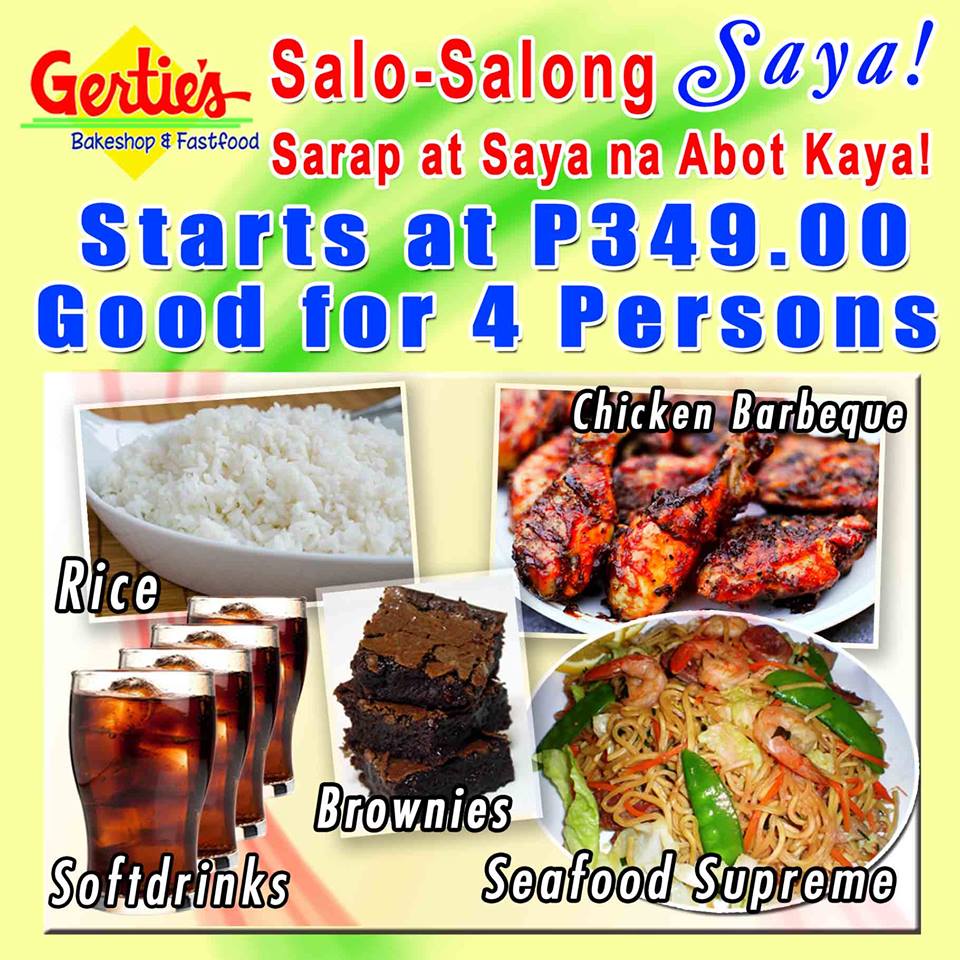 Gertie's
Bakeshop & Fastfood
Salo-Salong Saya!
Sarap at Saya na Abot Kaya!
Starts at P349.00
Good for 4 Persons
Chicken Barbeque
Rice
Brownies
Softdrinks
Seafood Supreme